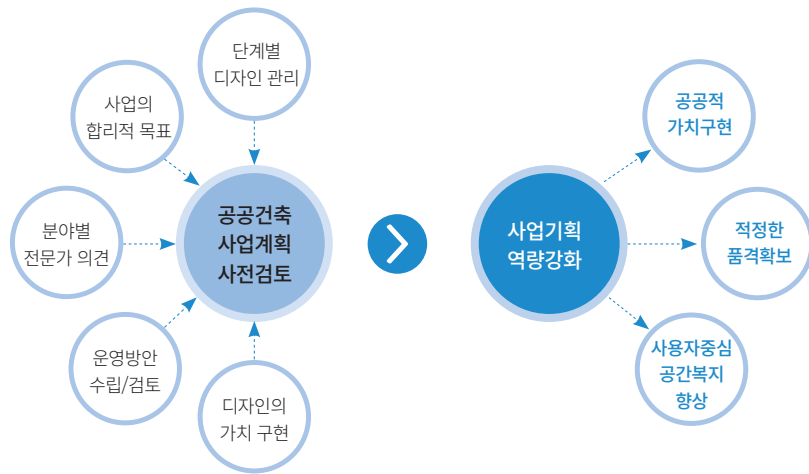 단계별
디자인 관리
사업의
합리적 목표
분야별
전문가 의견
운영방안
수립/검토
디자인의
가치 구현
공공건축
사업계획
사전검토
사업기획
역량강화
공공적
가치구현
적정한
품격확보
사용자중심
공간복지
향상